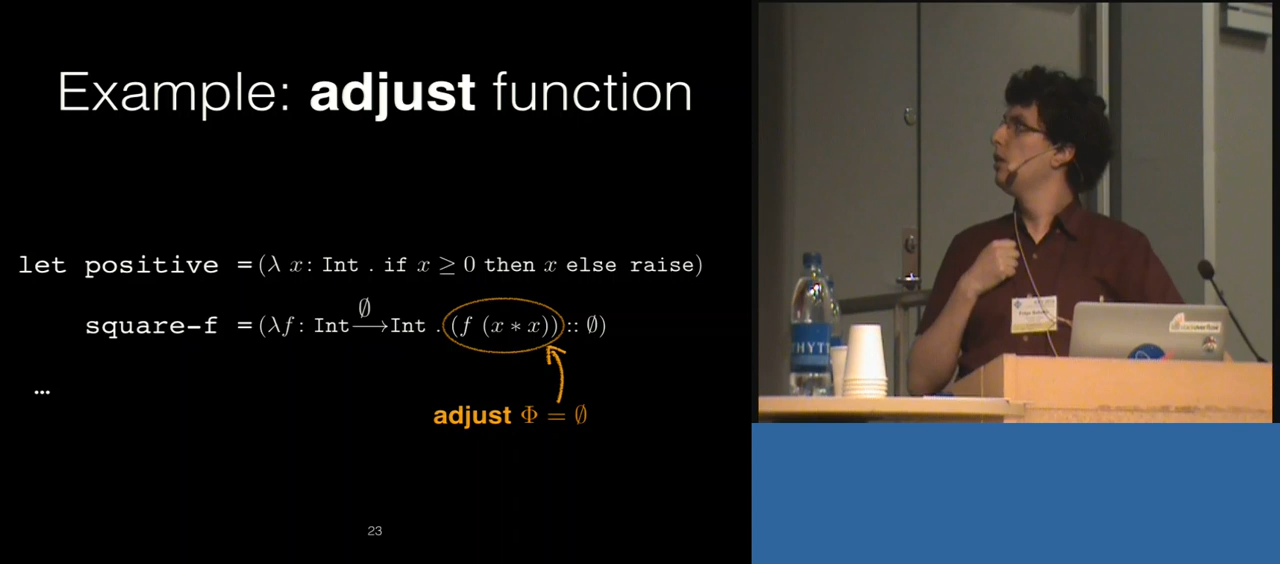 Example: adjust function
let positive = (λ x: Int . if x ≥ 0 then x else raise)
∅
square-f = (λf: Int⟶Int . (f (x * x)) :: ∅)
...
adjust Φ = ∅
23